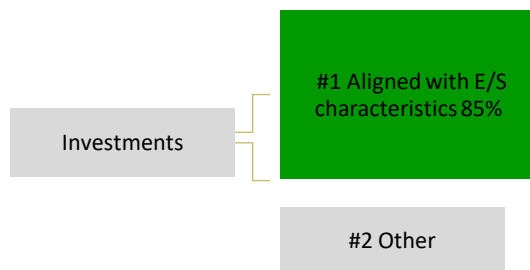 #1 Aligned with E/S
characteristics 85%
Investments
#2 Other